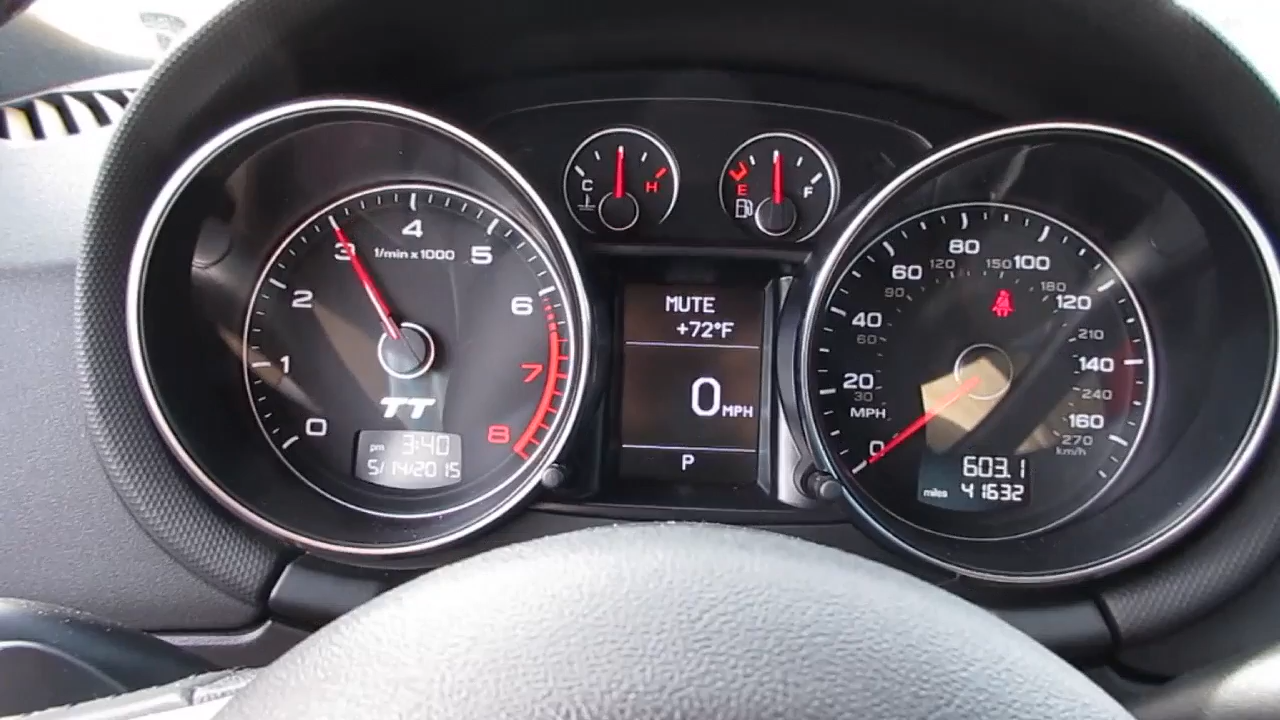 0
1
2
3
4
5
6
7
8
1/min x 1000
TT
pm 3:40
5/14/2015
C
H
E
F
MUTE
+72°F
0 MPH
P
0
20
40
60
80
100
120
140
160
MPH
30
60
90
120
150
180
210
240
270
km/h
603.1
miles 41632